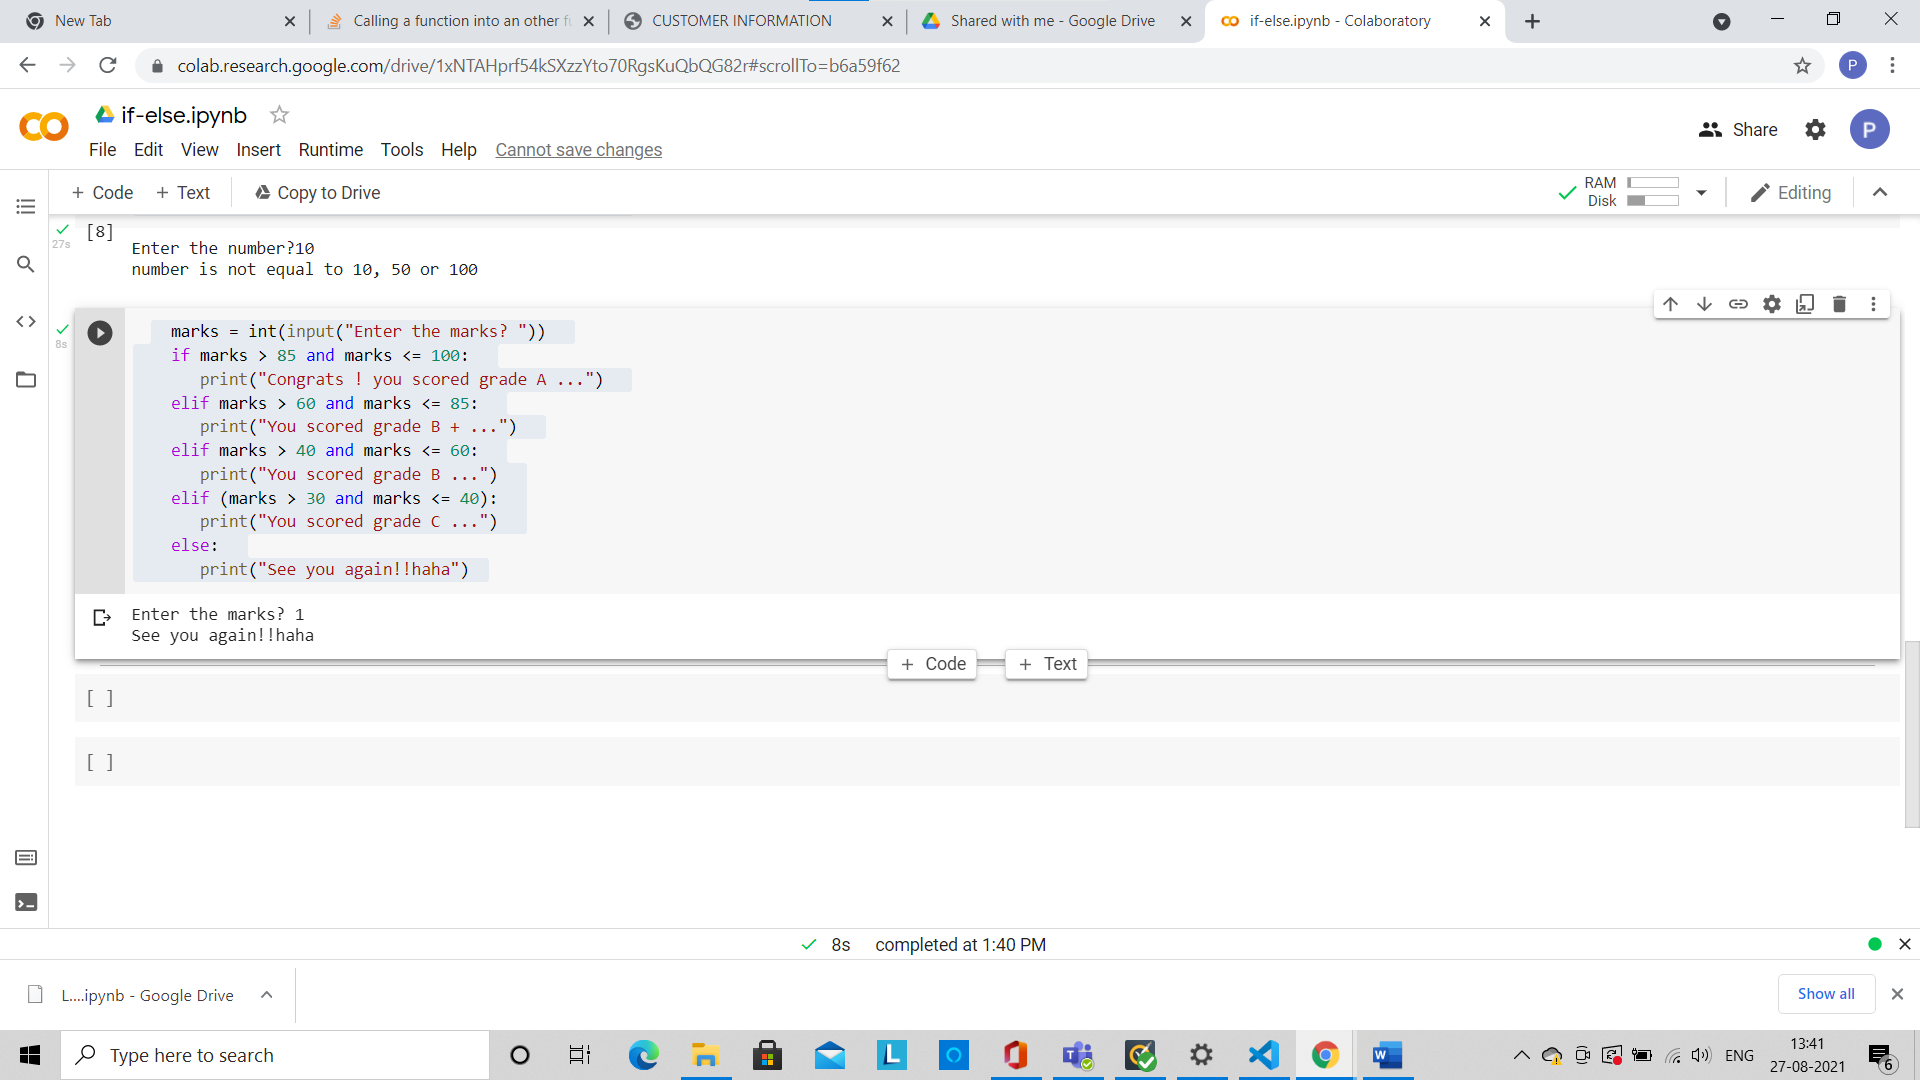 New Tab
Calling a function into an other fu
CUSTOMER INFORMATION
Shared with me - Google Drive
if-else.ipynb - Colaboratory
colab.research.google.com/drive/1xNTAHprf54kSXzzYto70RgsKuQbQG82r#scrollTo=b6a59f62
P
if-else.ipynb
File Edit View Insert Runtime Tools Help Cannot save changes
Share
P
+ Code + Text Copy to Drive
RAM
Disk
Editing
[8]
27s
Enter the number?10
number is not equal to 10, 50 or 100
8s
marks = int(input("Enter the marks? "))
if marks > 85 and marks <= 100:
print("Congrats ! you scored grade A ...")
elif marks > 60 and marks <= 85:
print("You scored grade B + ...")
elif marks > 40 and marks <= 60:
print("You scored grade B ...")
elif (marks > 30 and marks <= 40):
print("You scored grade C ...")
else:
print("See you again!!haha")
Enter the marks? 1
See you again!!haha
+ Code + Text
[ ]
[ ]
8s completed at 1:40 PM
L....ipynb - Google Drive
Show all
Type here to search
L
W
ENG
13:41
27-08-2021
6